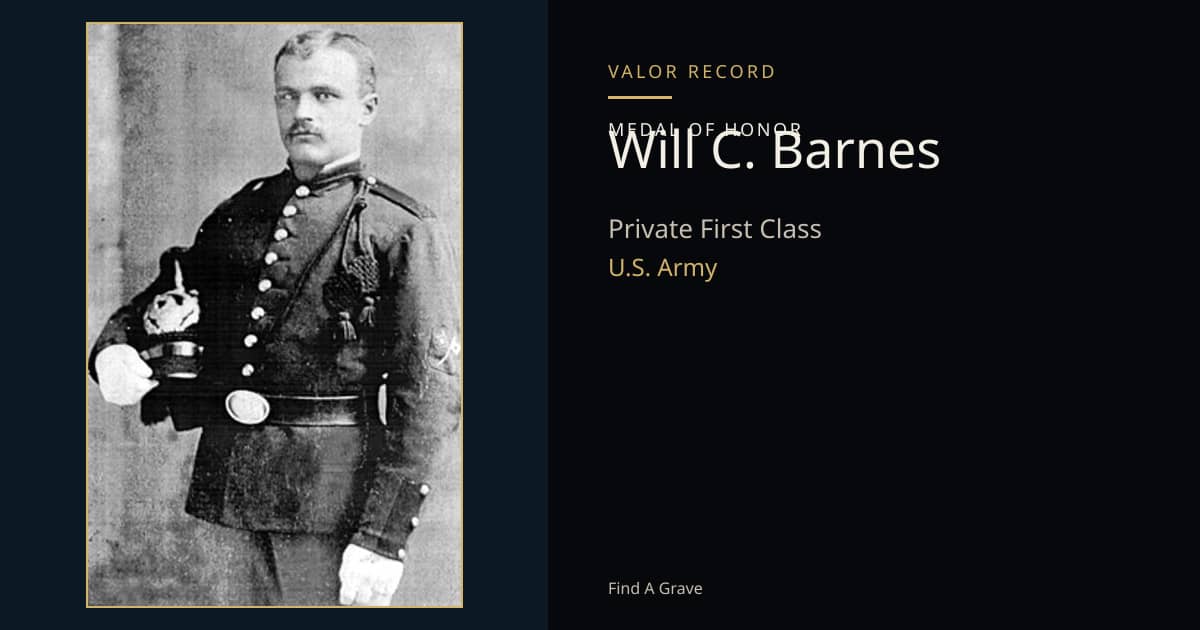 VALOR RECORD
MEDAL OF HONOR
Will C. Barnes
Private First Class
U.S. Army
Find A Grave